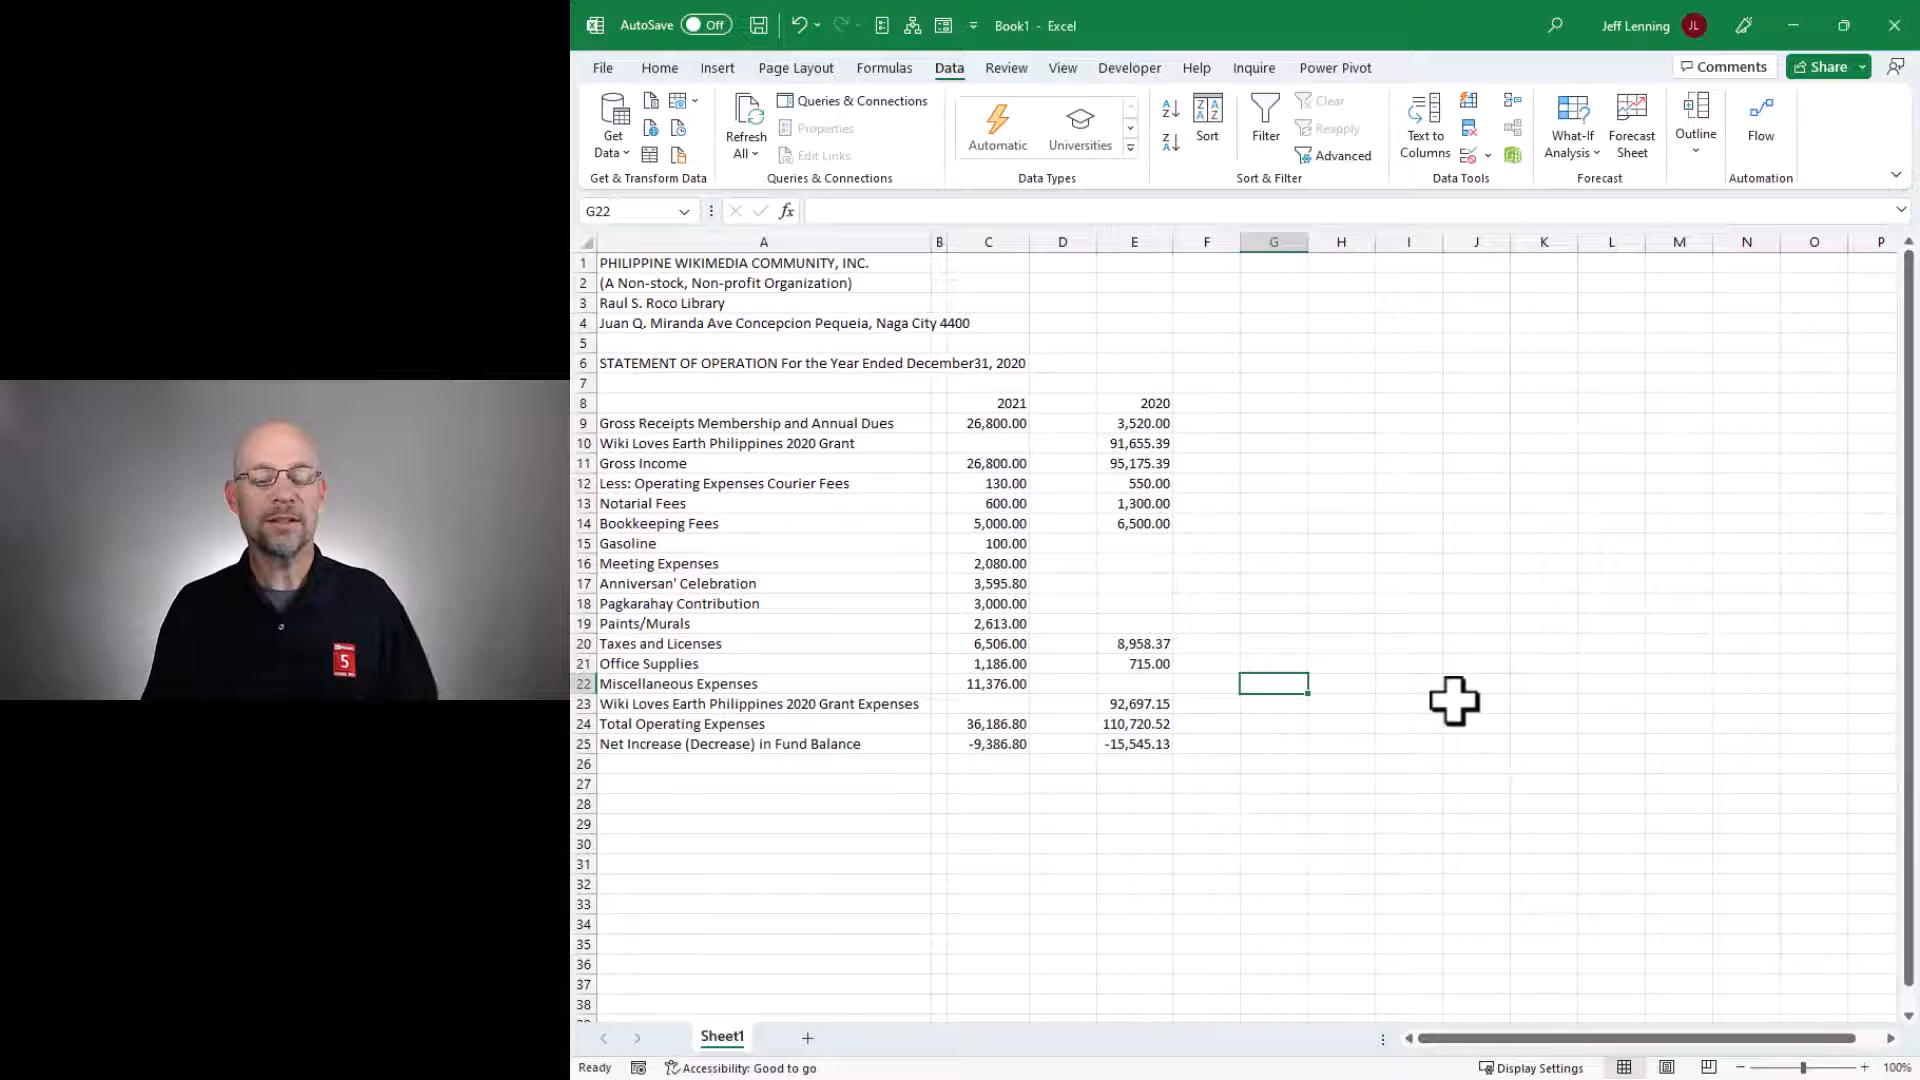 AutoSave Off Book1 - Excel Jeff Lenning JL
File Home Insert Page Layout Formulas Data Review View Developer Help Inquire Power Pivot Comments Share
Get Data
Get & Transform Data
Refresh All
Queries & Connections
Properties
Edit Links
Queries & Connections
Automatic Universities
Data Types
Sort
Filter
Clear
Reapply
Advanced
Sort & Filter
Text to Columns
Data Tools
What-If Analysis
Forecast Sheet
Forecast
Outline
Flow
Automation
G22 fx
A B C D E F G H I J K L M N O P
1 PHILIPPINE WIKIMEDIA COMMUNITY, INC.
2 (A Non-stock, Non-profit Organization)
3 Raul S. Roco Library
4 Juan Q. Miranda Ave Concepcion Pequeia, Naga City 4400
5
6 STATEMENT OF OPERATION For the Year Ended December31, 2020
7
8 2021 2020
9 Gross Receipts Membership and Annual Dues 26,800.00 3,520.00
10 Wiki Loves Earth Philippines 2020 Grant 91,655.39
11 Gross Income 26,800.00 95,175.39
12 Less: Operating Expenses Courier Fees 130.00 550.00
13 Notarial Fees 600.00 1,300.00
14 Bookkeeping Fees 5,000.00 6,500.00
15 Gasoline 100.00
16 Meeting Expenses 2,080.00
17 Anniversan' Celebration 3,595.80
18 Pagkarahay Contribution 3,000.00
19 Paints/Murals 2,613.00
20 Taxes and Licenses 6,506.00 8,958.37
21 Office Supplies 1,186.00 715.00
22 Miscellaneous Expenses 11,376.00
23 Wiki Loves Earth Philippines 2020 Grant Expenses 92,697.15
24 Total Operating Expenses 36,186.80 110,720.52
25 Net Increase (Decrease) in Fund Balance -9,386.80 -15,545.13
26
27
28
29
30
31
32
33
34
35
36
37
38
Sheet1
Ready Accessibility: Good to go Display Settings 100%
5